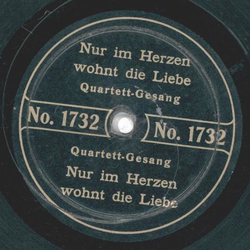 Nur im Herzen
wohnt die Liebe
Quartett-Gesang
No. 1732 No. 1732
Quartett-Gesang
Nur im Herzen
wohnt die Liebe